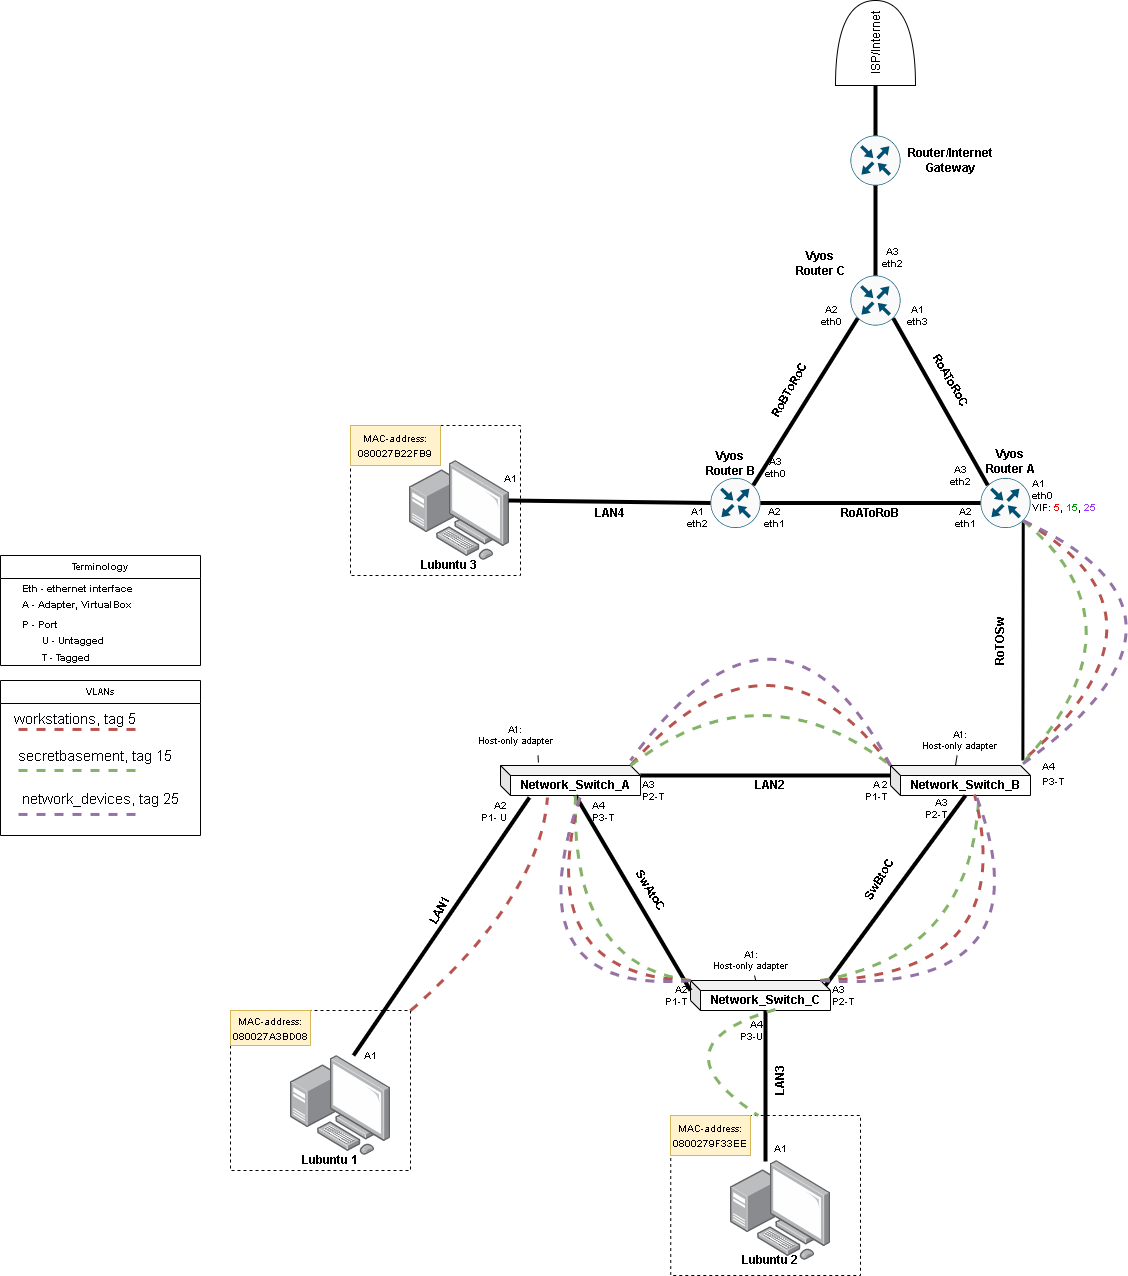 ISP/Internet
Router/Internet
Gateway
A3
eth2
Vyos
Router C
A2
eth0
A1
eth3
RoBToRoC
RoAToRoC
MAC-address:
080027B22FB9
A1
Lubuntu 3
LAN4
Vyos
Router B
A3
eth0
A1
eth2
A2
eth1
RoAToRoB
Vyos
Router A
A3
eth2
A2
eth1
A1
eth0
VIF: 5, 15, 25
RoTOSw
Terminology
Eth - ethernet interface
A - Adapter, VirtualBox
P - Port
U - Untagged
T - Tagged
VLANs
workstations, tag 5
secretbasement, tag 15
network_devices, tag 25
A1:
Host-only adapter
Network_Switch_A
A2
P1- U
A3
P2-T
A4
P3-T
LAN2
A1:
Host-only adapter
Network_Switch_B
A2
P1-T
A3
P2-T
A4
P3-T
LAN1
SwAtoC
SwBtoC
A1:
Host-only adapter
Network_Switch_C
A2
P1-T
A3
P2-T
A4
P3-U
LAN3
MAC-address:
080027A3BD08
A1
Lubuntu 1
MAC-address:
0800279F33EE
A1
Lubuntu 2